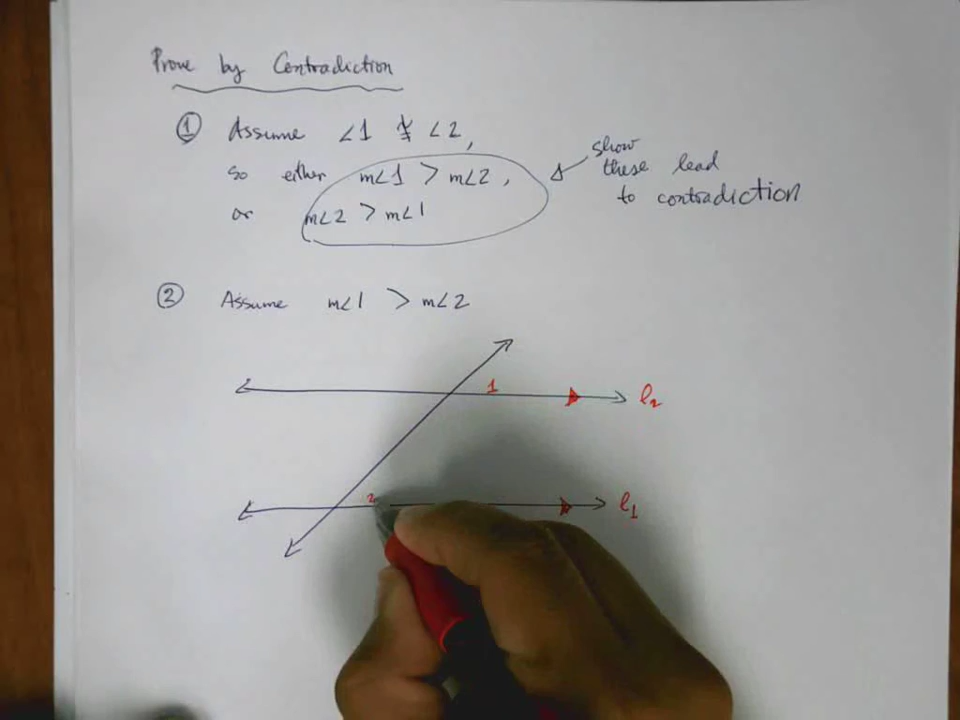 Prove by Contradiction
① Assume ∠1 ≇ ∠2,
so either m∠1 > m∠2,
or m∠2 > m∠1
show
these lead
to contradiction
② Assume m∠1 > m∠2
1
l₂
2
l₁